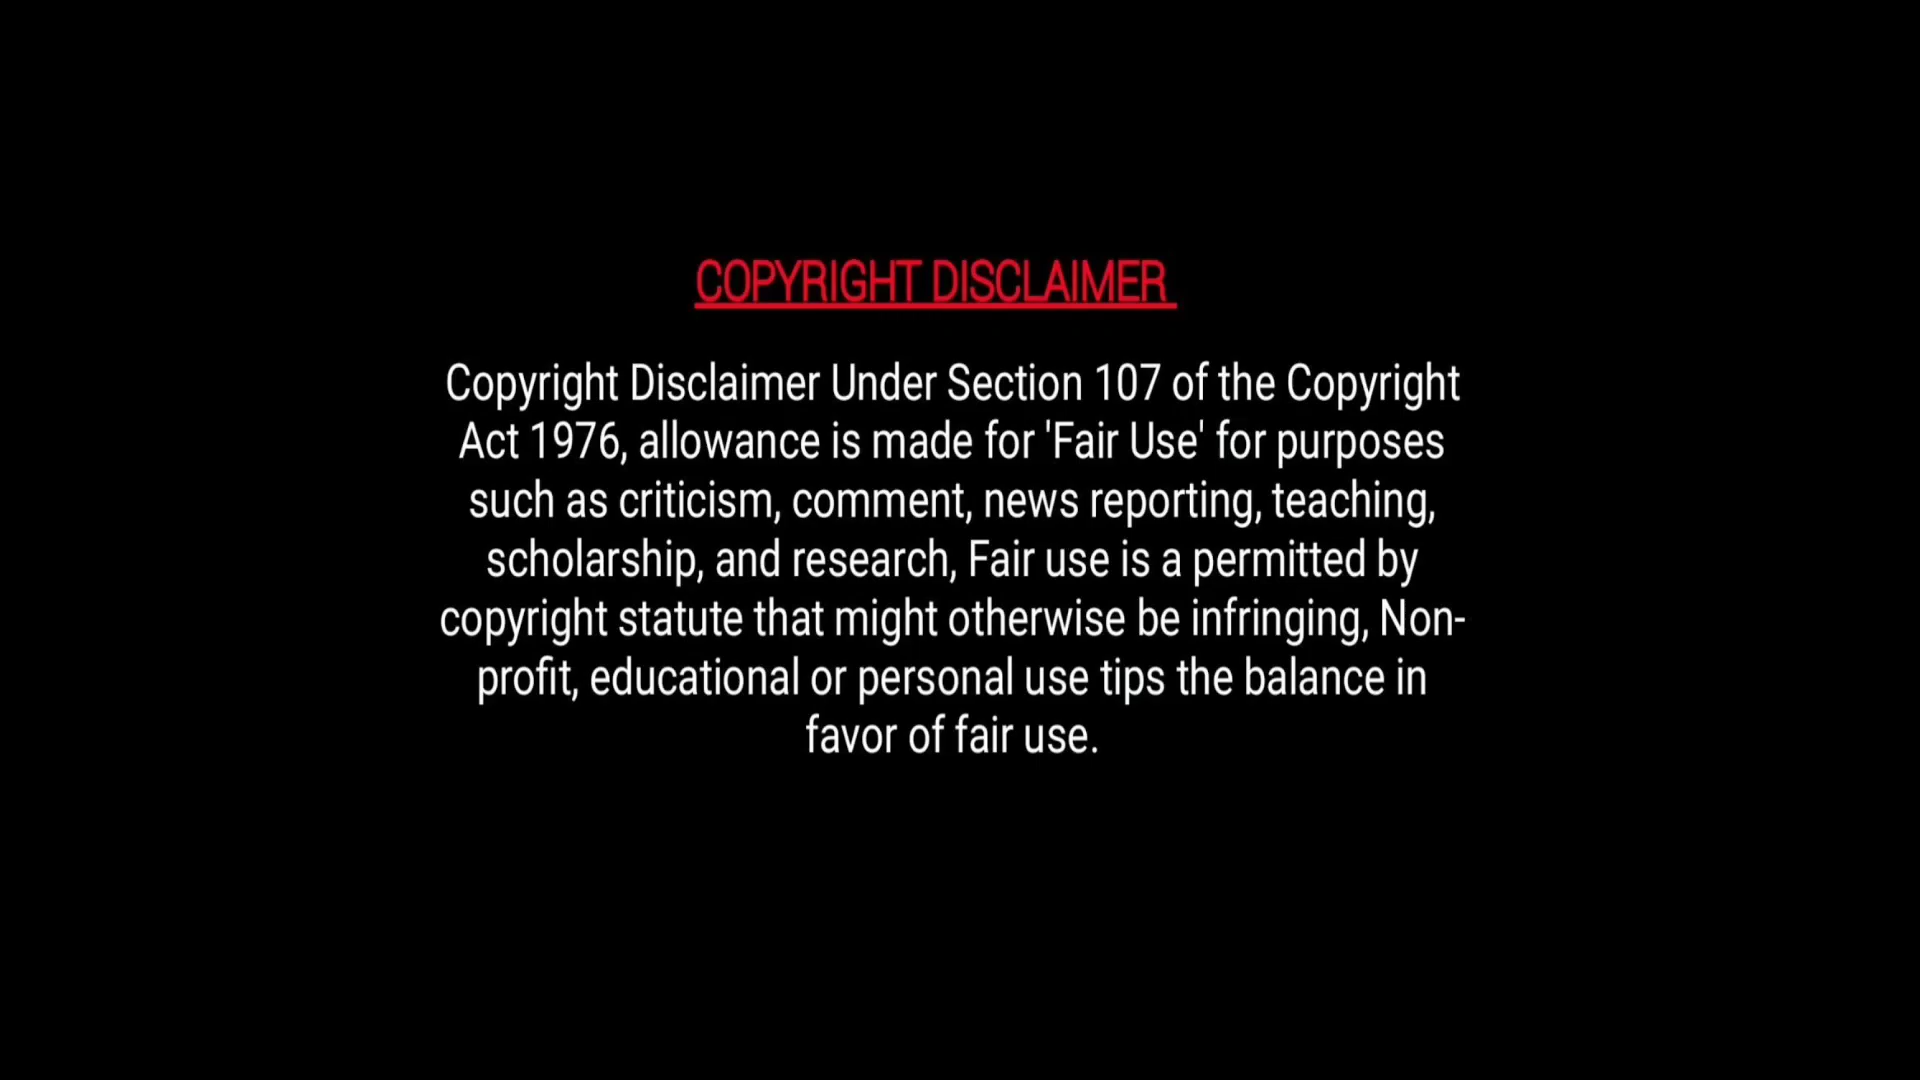 COPYRIGHT DISCLAIMER
Copyright Disclaimer Under Section 107 of the Copyright
Act 1976, allowance is made for 'Fair Use' for purposes
such as criticism, comment, news reporting, teaching,
scholarship, and research, Fair use is a permitted by
copyright statute that might otherwise be infringing, Non-
profit, educational or personal use tips the balance in
favor of fair use.